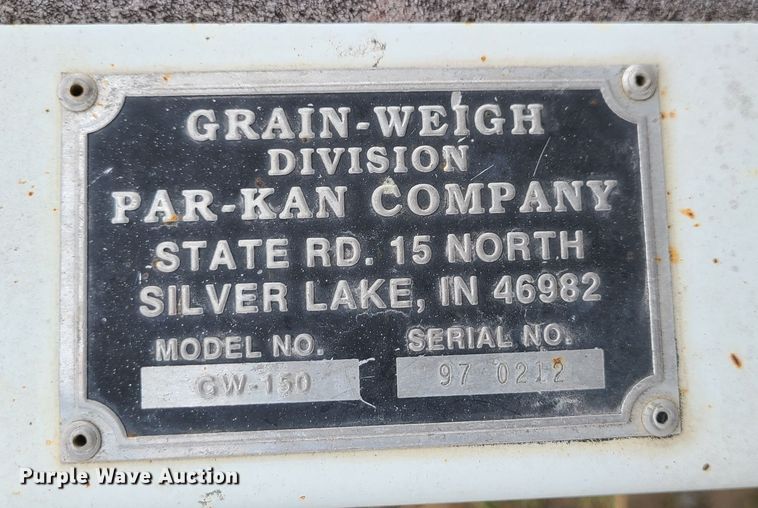 GRAIN-WEIGH
DIVISION
PAR-KAN COMPANY
STATE RD. 15 NORTH
SILVER LAKE, IN 46982
MODEL NO. SERIAL NO.
GW-150 97 0212
Purple Wave Auction